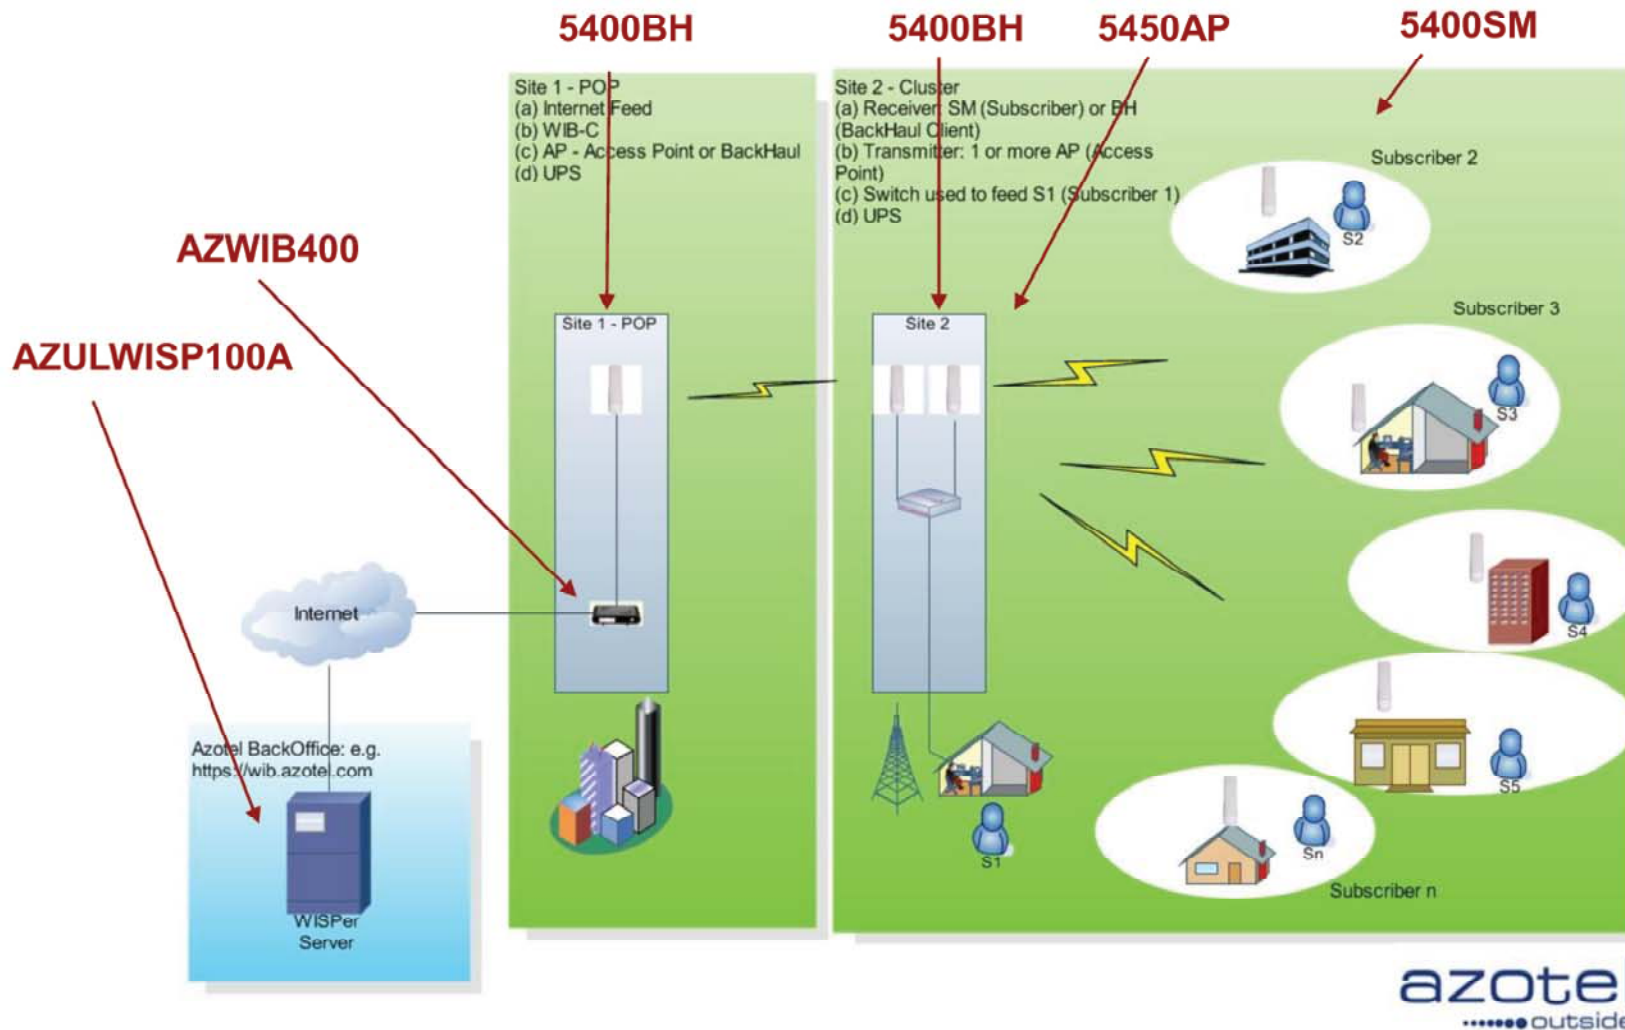 5400BH
5400BH
5450AP
5400SM
Site 1 - POP
(a) Internet Feed
(b) WIB-C
(c) AP - Access Point or BackHaul
(d) UPS
Site 2 - Cluster
(a) Receiver: SM (Subscriber) or BH
(BackHaul Client)
(b) Transmitter: 1 or more AP (Access
Point)
(c) Switch used to feed S1 (Subscriber 1)
(d) UPS
Subscriber 2
S2
AZWIB400
AZULWISP100A
Site 1 - POP
Site 2
Subscriber 3
S3
Internet
S4
Azotel BackOffice: e.g.
https://wib.azotel.com
S5
S1
Sn
Subscriber n
WISPer
Server
azotel
outside